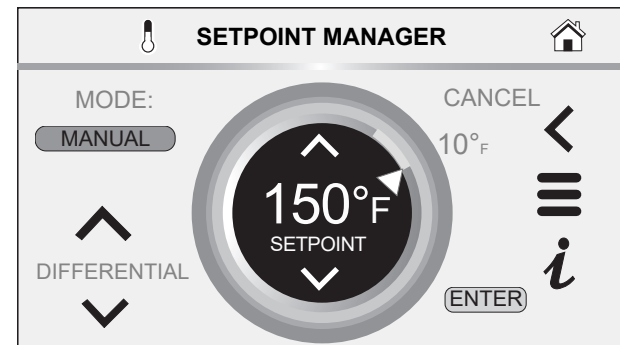 SETPOINT MANAGER
MODE:
MANUAL
CANCEL
10°F
150°F
SETPOINT
DIFFERENTIAL
ENTER
i